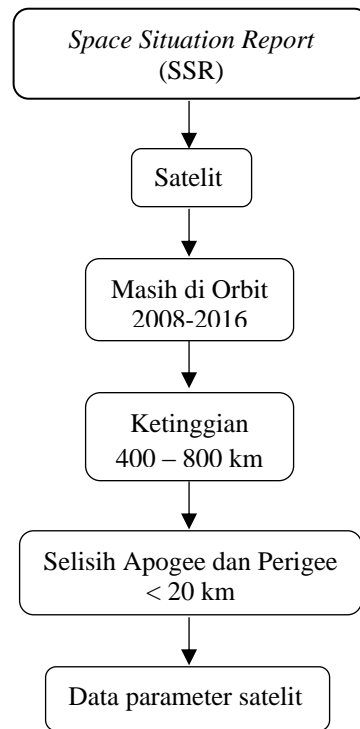 Space Situation Report
(SSR)
Satelit
Masih di Orbit
2008-2016
Ketinggian
400 – 800 km
Selisih Apogee dan Perigee
< 20 km
Data parameter satelit